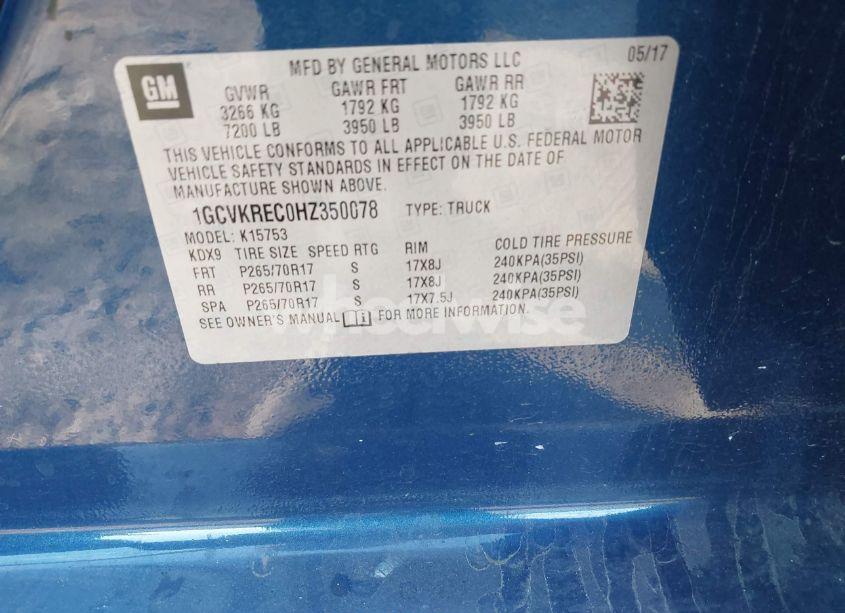 GM
MFD BY GENERAL MOTORS LLC 05/17
GVWR GAWR FRT GAWR RR
3266 KG 1792 KG 1792 KG
7200 LB 3950 LB 3950 LB
THIS VEHICLE CONFORMS TO ALL APPLICABLE U.S. FEDERAL MOTOR
VEHICLE SAFETY STANDARDS IN EFFECT ON THE DATE OF
MANUFACTURE SHOWN ABOVE.
1GCVKREC0HZ350078 TYPE: TRUCK
MODEL: K15753
KDX9 TIRE SIZE SPEED RTG RIM COLD TIRE PRESSURE
FRT P265/70R17 S 17X8J 240KPA(35PSI)
RR P265/70R17 S 17X8J 240KPA(35PSI)
SPA P265/70R17 S 17X7.5J 240KPA(35PSI)
SEE OWNER'S MANUAL FOR MORE INFORMATION.